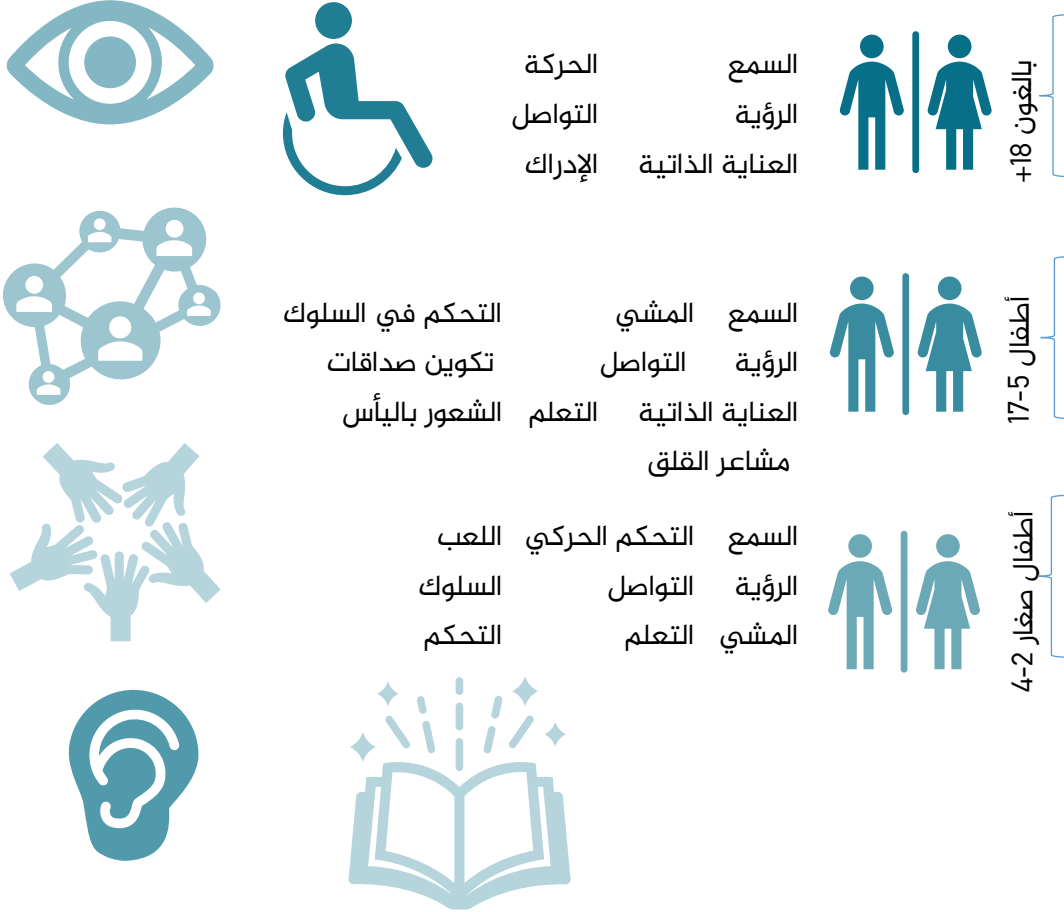 بالغون 18+
السمع الحركة
الرؤية التواصل
العناية الذاتية الإدراك
أطفال 5-17
السمع المشي التحكم في السلوك
الرؤية التواصل تكوين صداقات
العناية الذاتية التعلم الشعور باليأس
مشاعر القلق
أطفال صغار 2-4
السمع التحكم الحركي اللعب
الرؤية التواصل السلوك
المشي التعلم التحكم